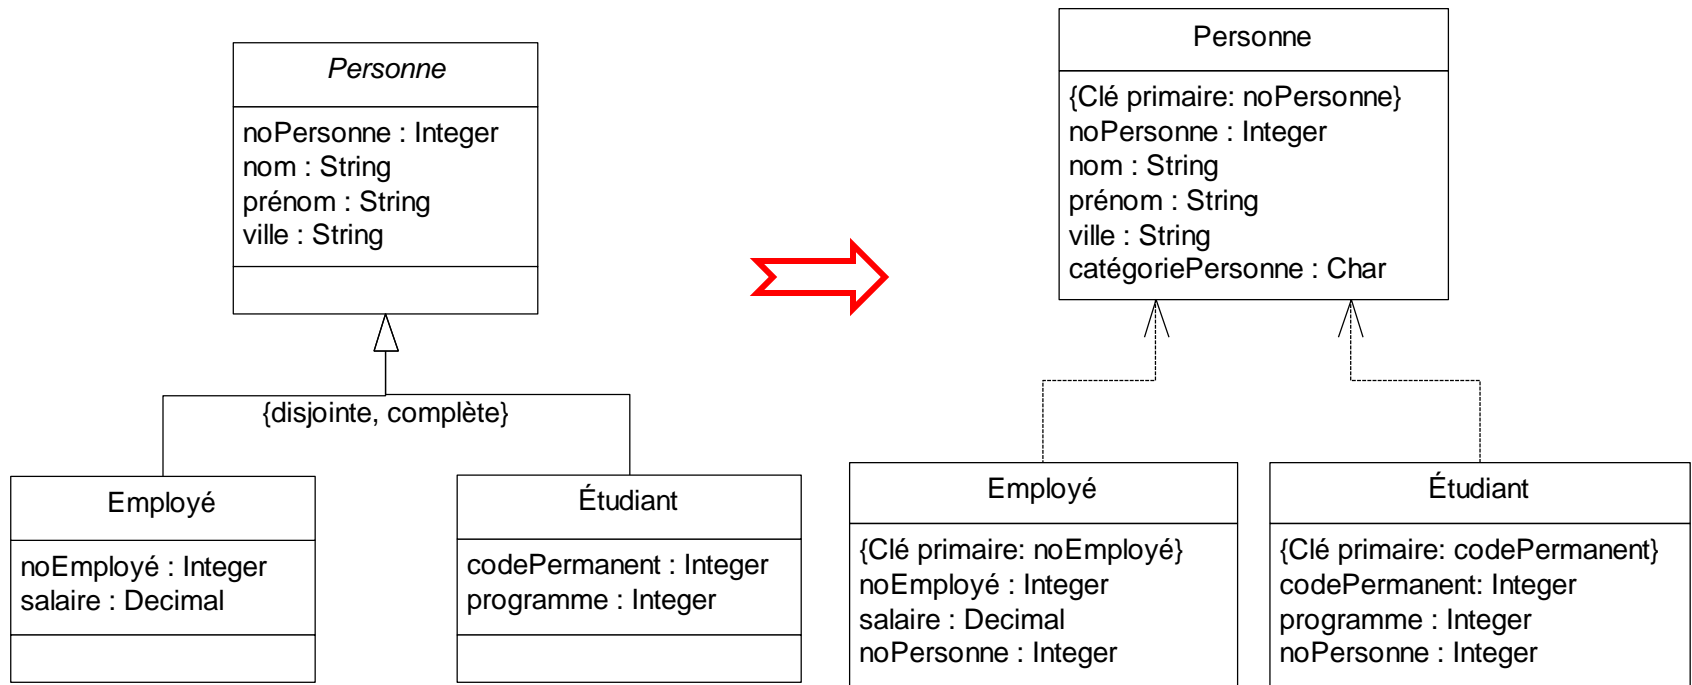 Personne
noPersonne : Integer
nom : String
prénom : String
ville : String
{disjointe, complète}
Employé
noEmployé : Integer
salaire : Decimal
Étudiant
codePermanent : Integer
programme : Integer
Personne
{Clé primaire: noPersonne}
noPersonne : Integer
nom : String
prénom : String
ville : String
catégoriePersonne : Char
Employé
{Clé primaire: noEmployé}
noEmployé : Integer
salaire : Decimal
noPersonne : Integer
Étudiant
{Clé primaire: codePermanent}
codePermanent: Integer
programme : Integer
noPersonne : Integer